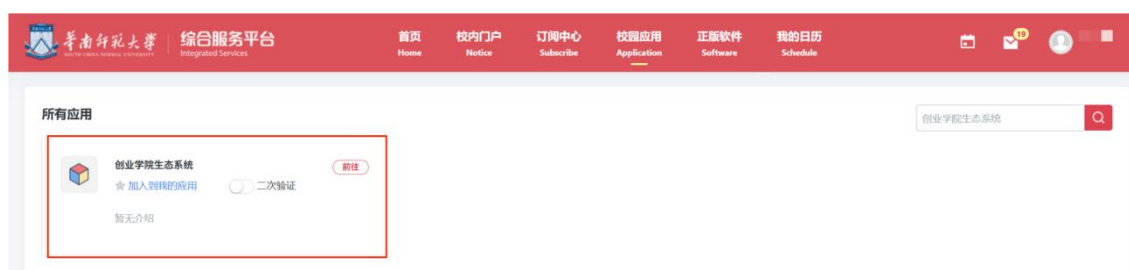 华南师范大学
SOUTH CHINA NORMAL UNIVERSITY
综合服务平台
Integrated Services
首页
Home
校内门户
Notice
订阅中心
Subscribe
校园应用
Application
正版软件
Software
我的日历
Schedule
19
所有应用
创业学院生态系统
创业学院生态系统
前往
加入到我的应用
二次验证
暂无介绍